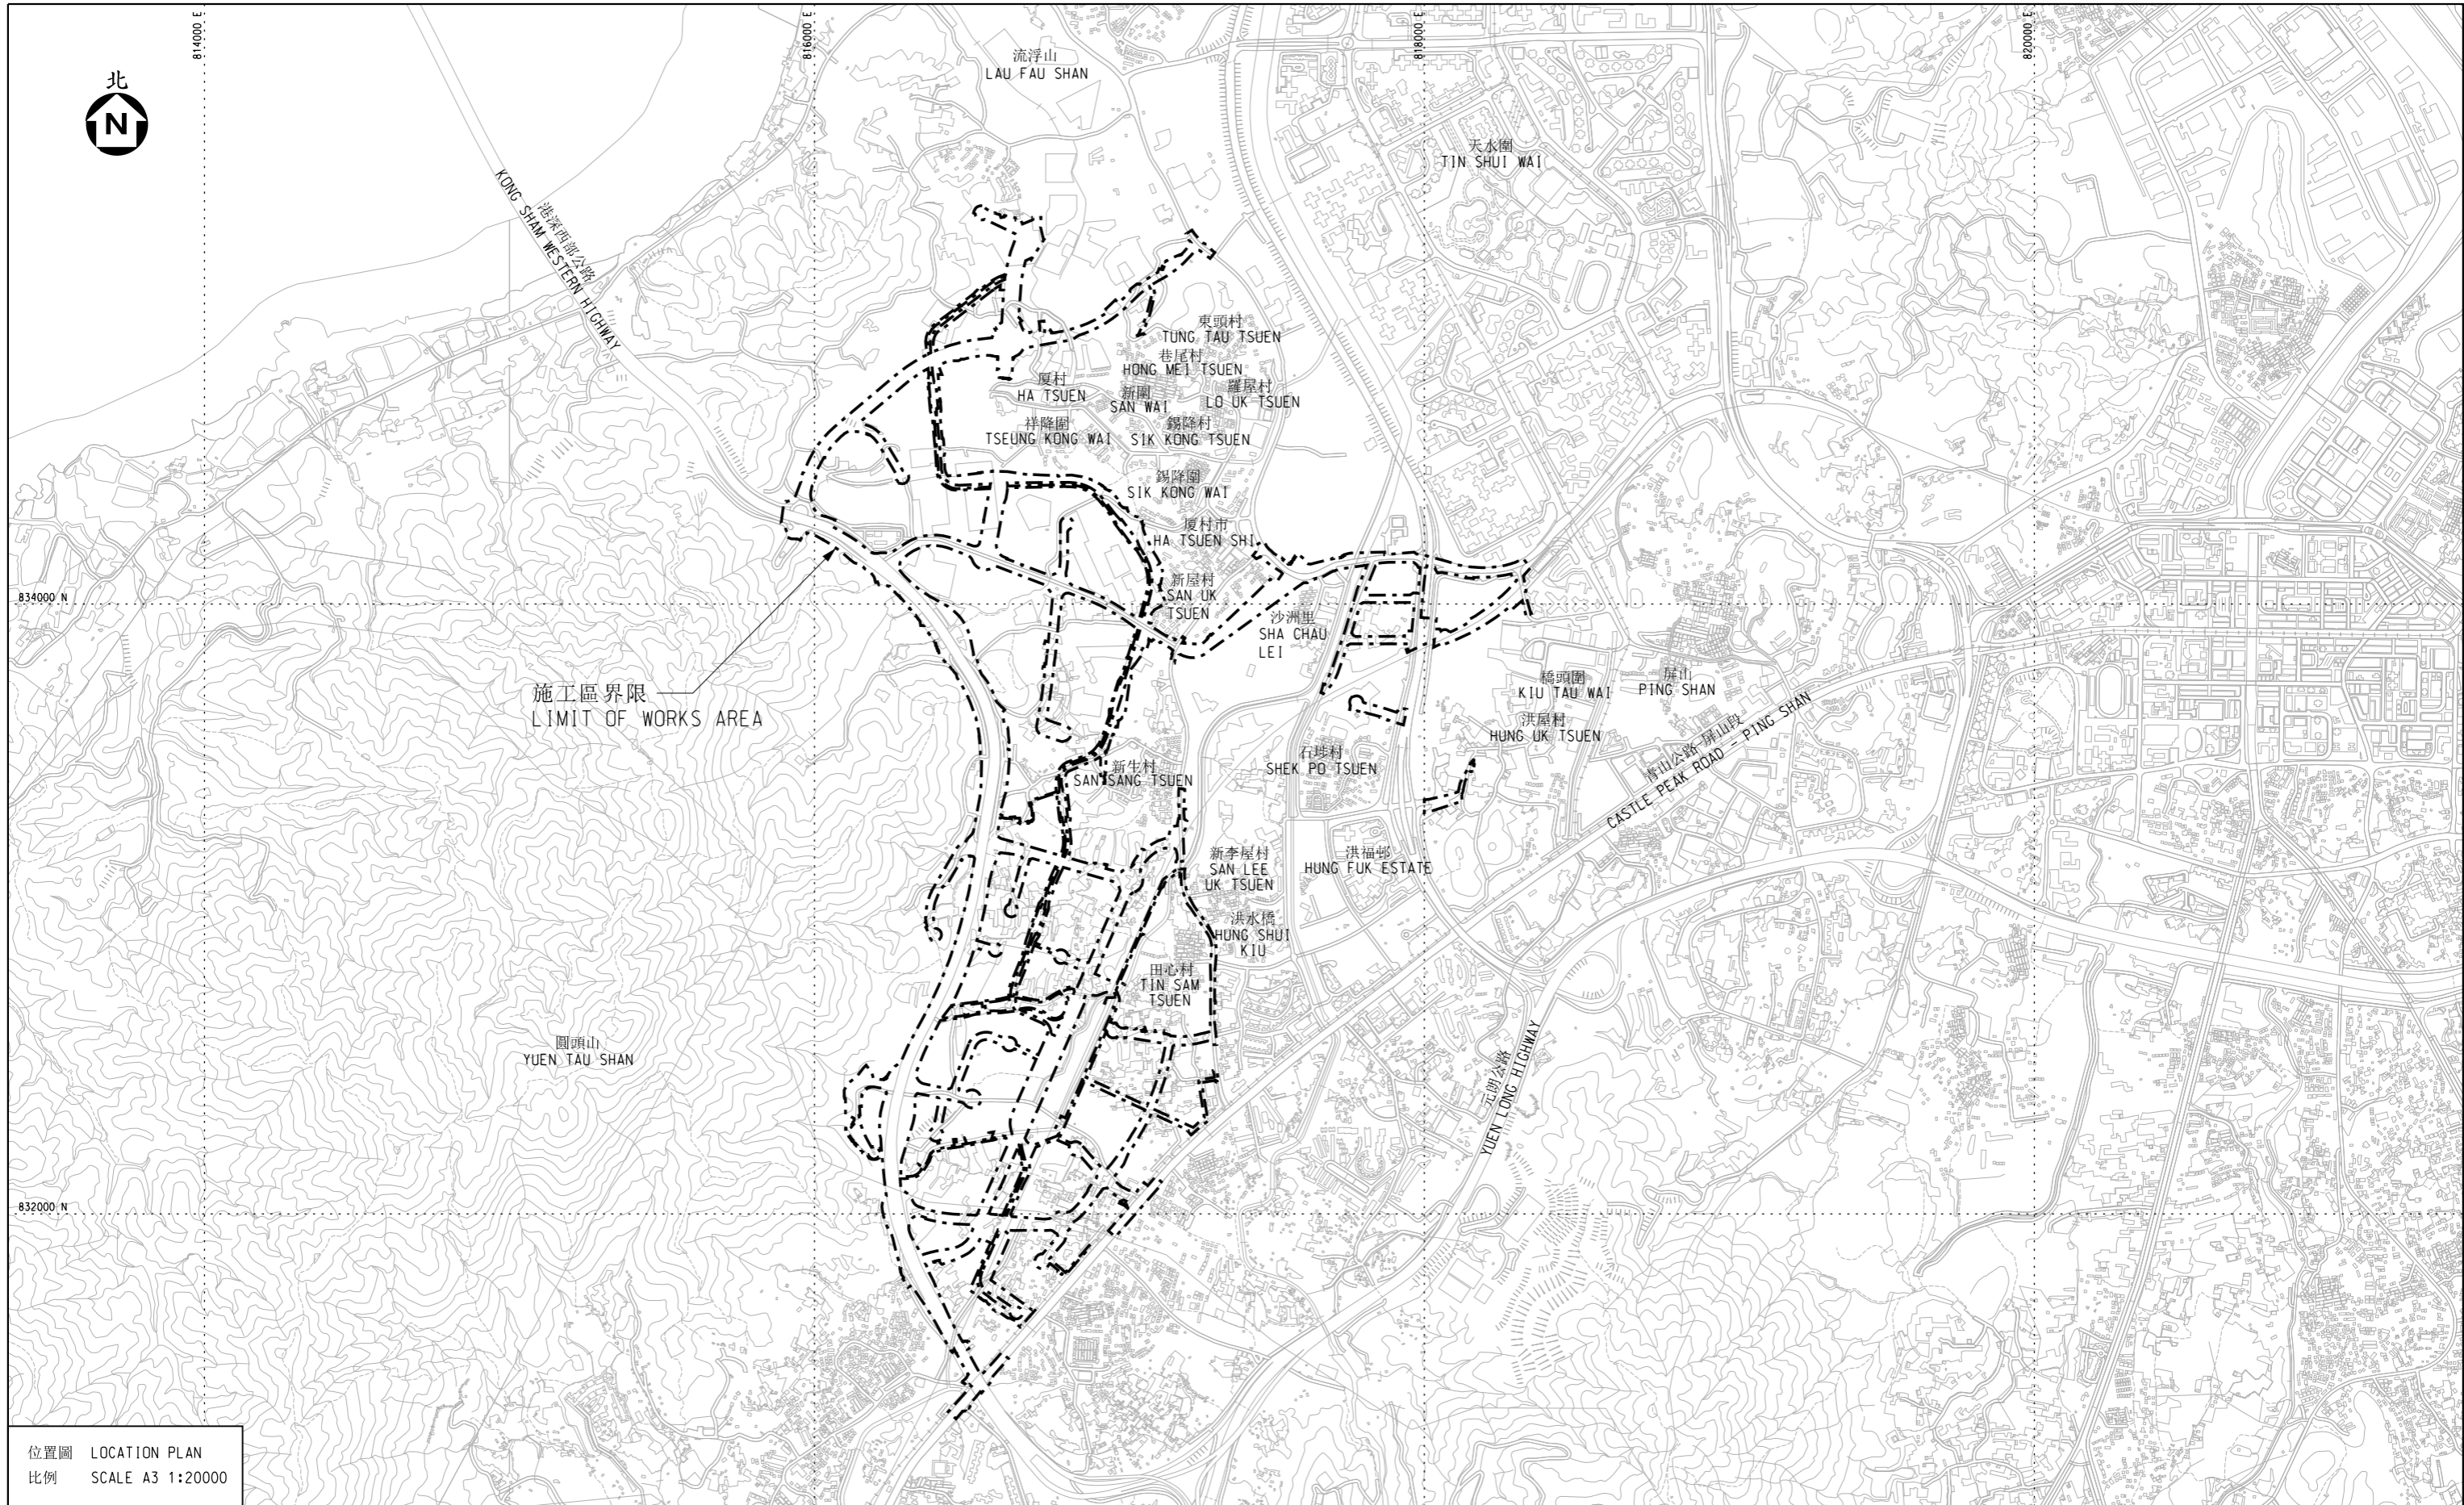 814000 E
816000 E
818000 E
820000 E
北
N
流浮山
LAU FAU SHAN
天水圍
TIN SHUI WAI
港深西部公路
KONG SHAM WESTERN HIGHWAY
東頭村
TUNG TAU TSUEN
巷尾村
HONG MEI TSUEN
厦村
HA TSUEN
新圍
SAN WAI
羅屋村
LO UK TSUEN
祥降圍
TSEUNG KONG WAI
錫降村
SIK KONG TSUEN
錫降圍
SIK KONG WAI
厦村市
HA TSUEN SHI
新屋村
SAN UK
TSUEN
834000 N
沙洲里
SHA CHAU
LEI
施工區界限
LIMIT OF WORKS AREA
橋頭圍
KIU TAU WAI
屏山
PING SHAN
洪屋村
HUNG UK TSUEN
青山公路-屏山段
CASTLE PEAK ROAD - PING SHAN
石埗村
SHEK PO TSUEN
新生村
SAN SANG TSUEN
新李屋村
SAN LEE
UK TSUEN
洪福邨
HUNG FUK ESTATE
洪水橋
HUNG SHUI
KIU
田心村
TIN SAM
TSUEN
圓頭山
YUEN TAU SHAN
元朗公路
YUEN LONG HIGHWAY
832000 N
位置圖 LOCATION PLAN
比例 SCALE A3 1:20000